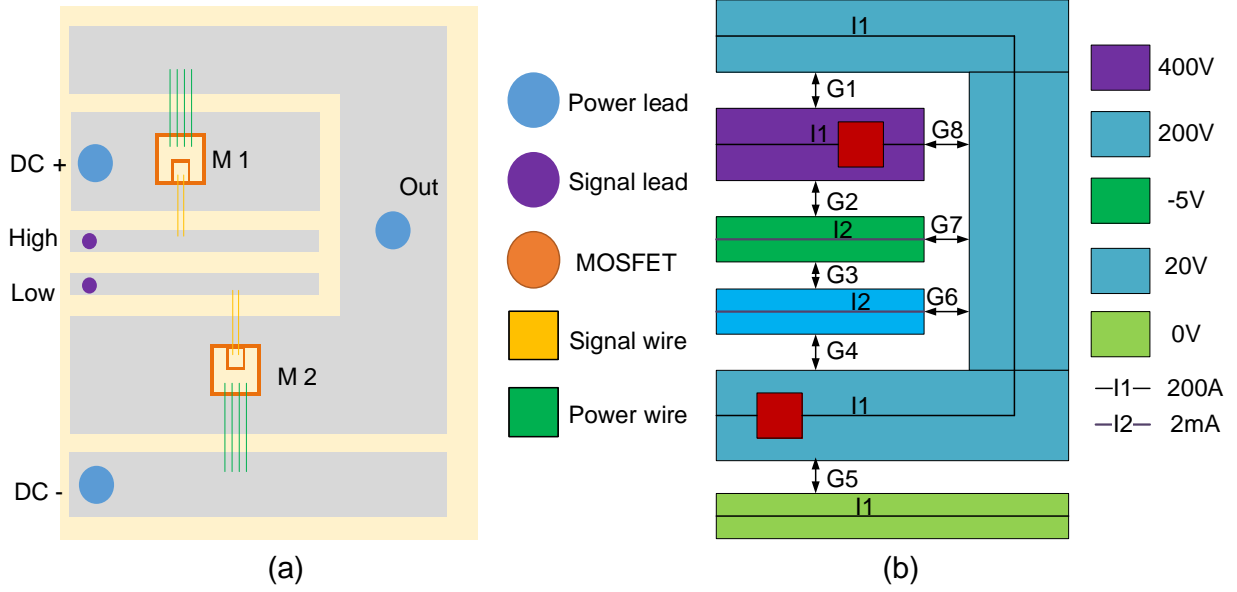 DC +
M 1
High
Low
Out
M 2
DC -
(a)
Power lead
Signal lead
MOSFET
Signal wire
Power wire
I1
G1
I1
G8
G2
I2
G7
G3
I2
G6
G4
I1
G5
I1
(b)
400V
200V
-5V
20V
0V
I1 200A
I2 2mA